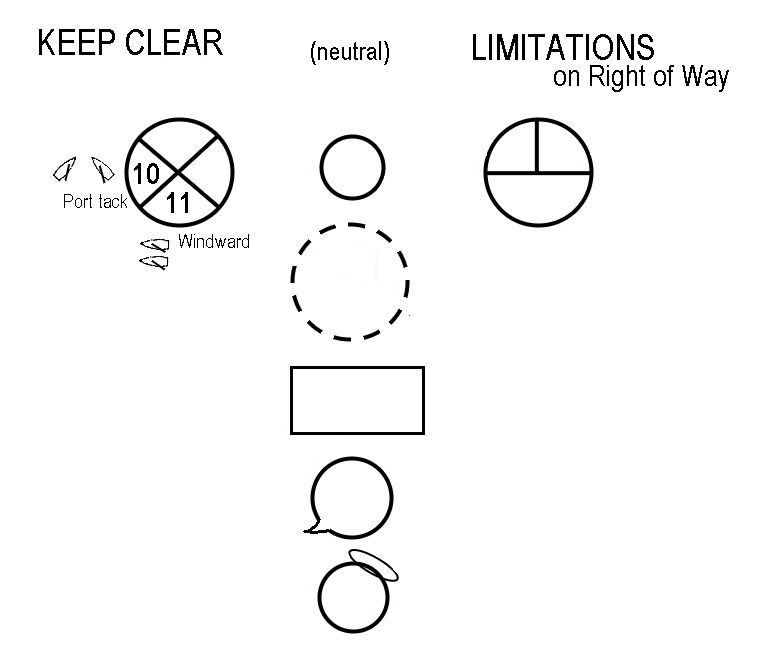 KEEP CLEAR
(neutral)
LIMITATIONS
on Right of Way
10
Port tack
11
Windward